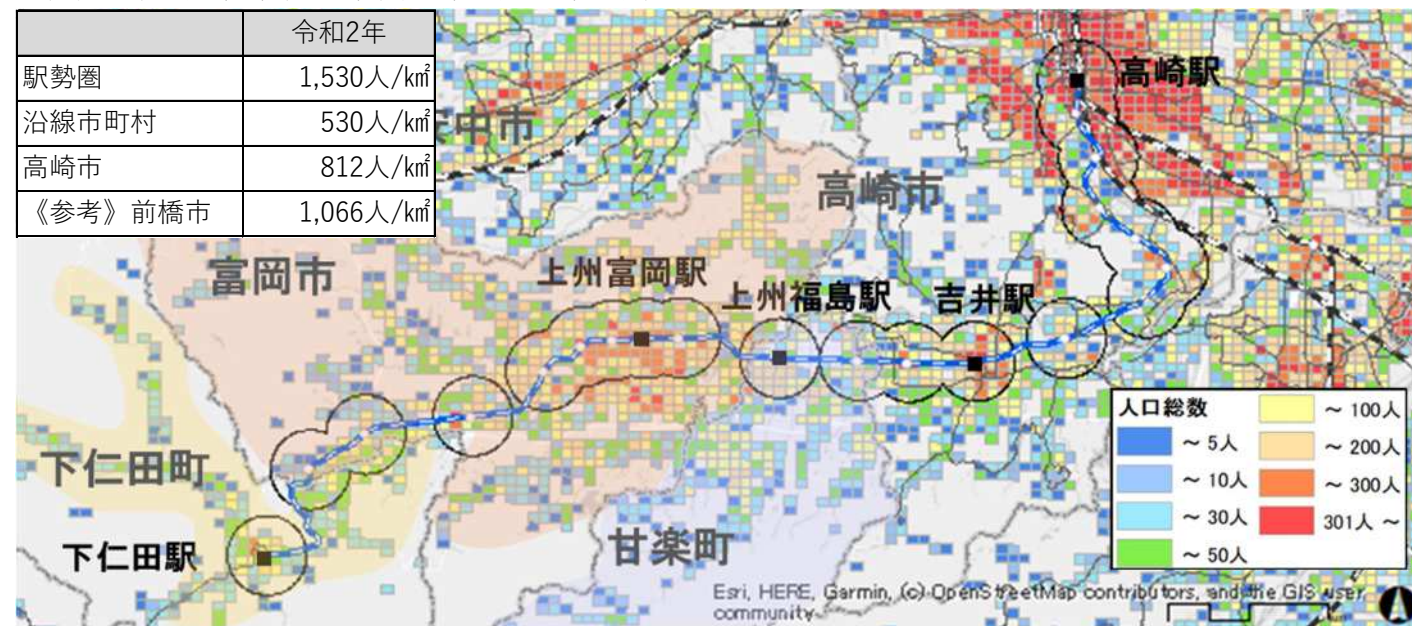 令和2年
駅勢圏 1,530人/㎢
沿線市町村 530人/㎢
高崎市 812人/㎢
《参考》前橋市 1,066人/㎢
高崎駅
中市
高崎市
富岡市
上州富岡駅
上州福島駅
吉井駅
下仁田町
下仁田駅
甘楽町
人口総数
～ 5人
～ 10人
～ 30人
～ 50人
～ 100人
～ 200人
～ 300人
301人 ～
Esri, HERE, Garmin, (c) OpenStreetMap contributors, and the GIS user
community